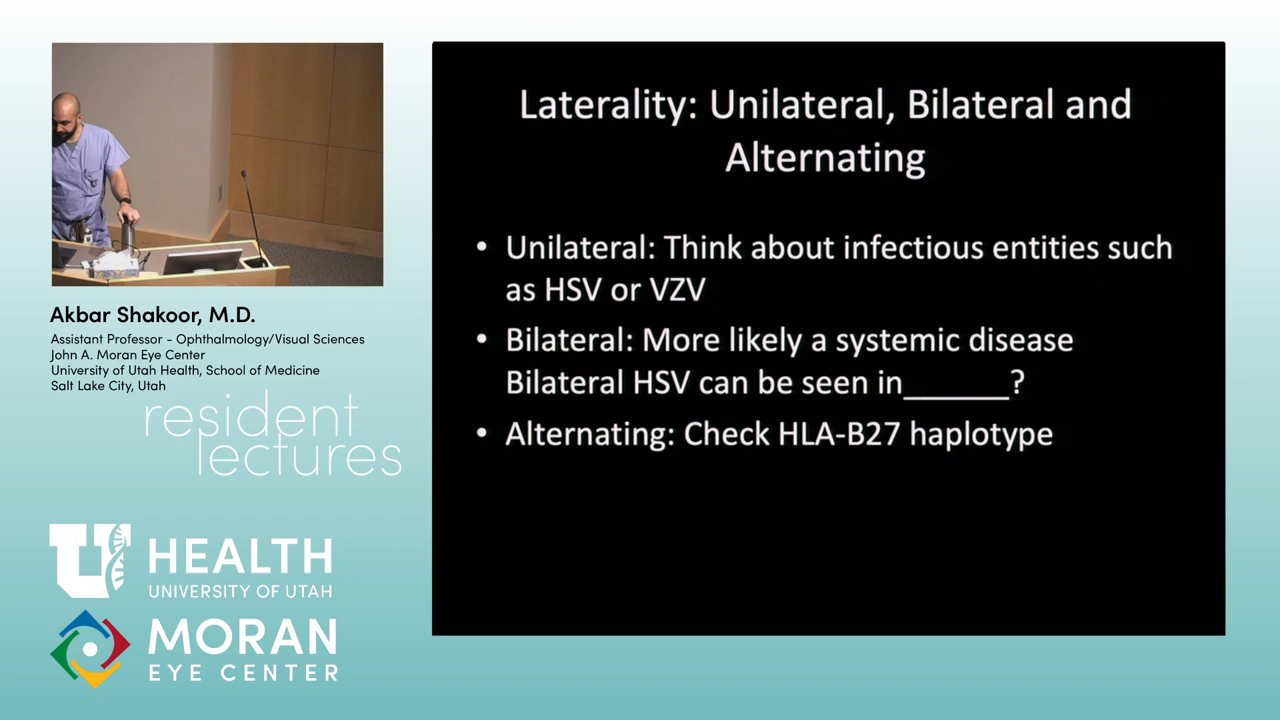 Laterality: Unilateral, Bilateral and
Alternating
• Unilateral: Think about infectious entities such
as HSV or VZV
• Bilateral: More likely a systemic disease
Bilateral HSV can be seen in______?
• Alternating: Check HLA-B27 haplotype
Akbar Shakoor, M.D.
Assistant Professor - Ophthalmology/Visual Sciences
John A. Moran Eye Center
University of Utah Health, School of Medicine
Salt Lake City, Utah
resident
lectures
U HEALTH
UNIVERSITY OF UTAH
MORAN
EYE CENTER